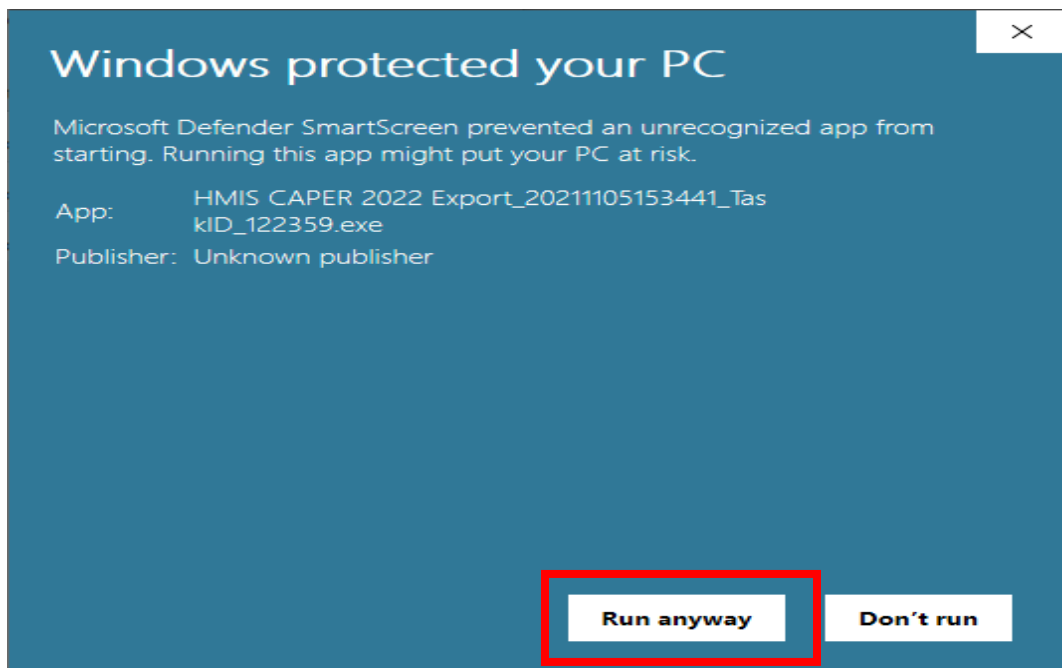 Windows protected your PC
Microsoft Defender SmartScreen prevented an unrecognized app from
starting. Running this app might put your PC at risk.
App: HMIS CAPER 2022 Export_20211105153441_Tas
kID_122359.exe
Publisher: Unknown publisher
Run anyway Don't run